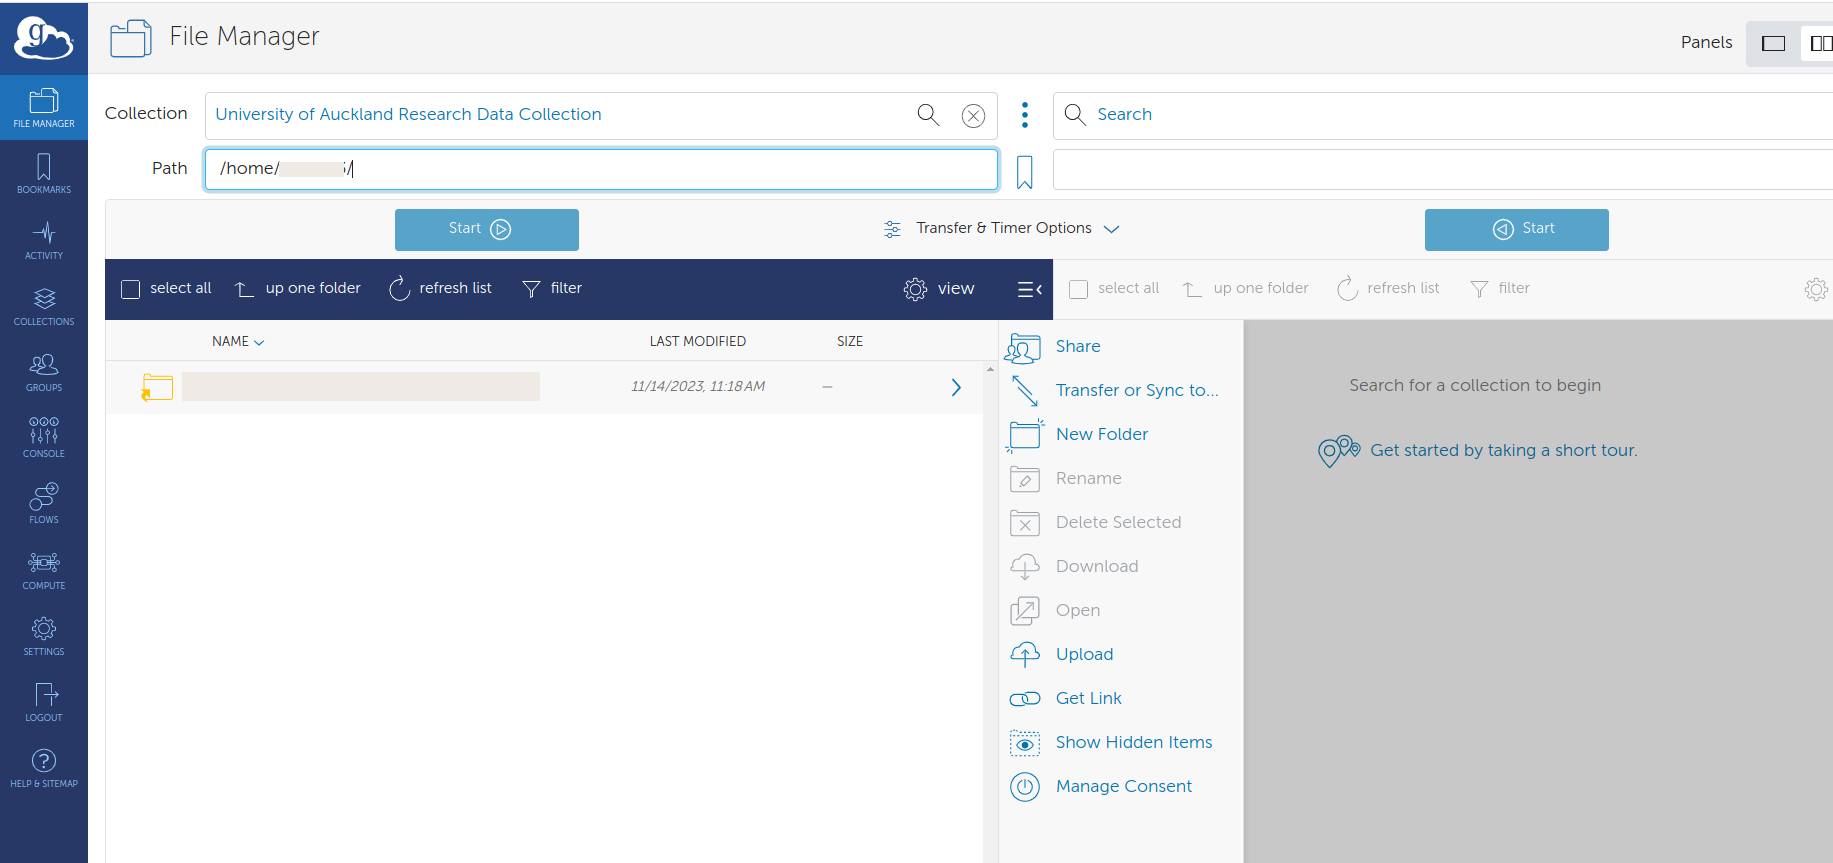 g
File Manager
Panels
FILE MANAGER
BOOKMARKS
ACTIVITY
COLLECTIONS
GROUPS
CONSOLE
FLOWS
COMPUTE
SETTINGS
LOGOUT
HELP & SITEMAP
Collection University of Auckland Research Data Collection
Search
Path /home/ /
Start
Transfer & Timer Options
Start
select all up one folder refresh list filter view
select all up one folder refresh list filter
NAME LAST MODIFIED SIZE
11/14/2023, 11:18 AM —
Share
Transfer or Sync to...
New Folder
Rename
Delete Selected
Download
Open
Upload
Get Link
Show Hidden Items
Manage Consent
Search for a collection to begin
Get started by taking a short tour.